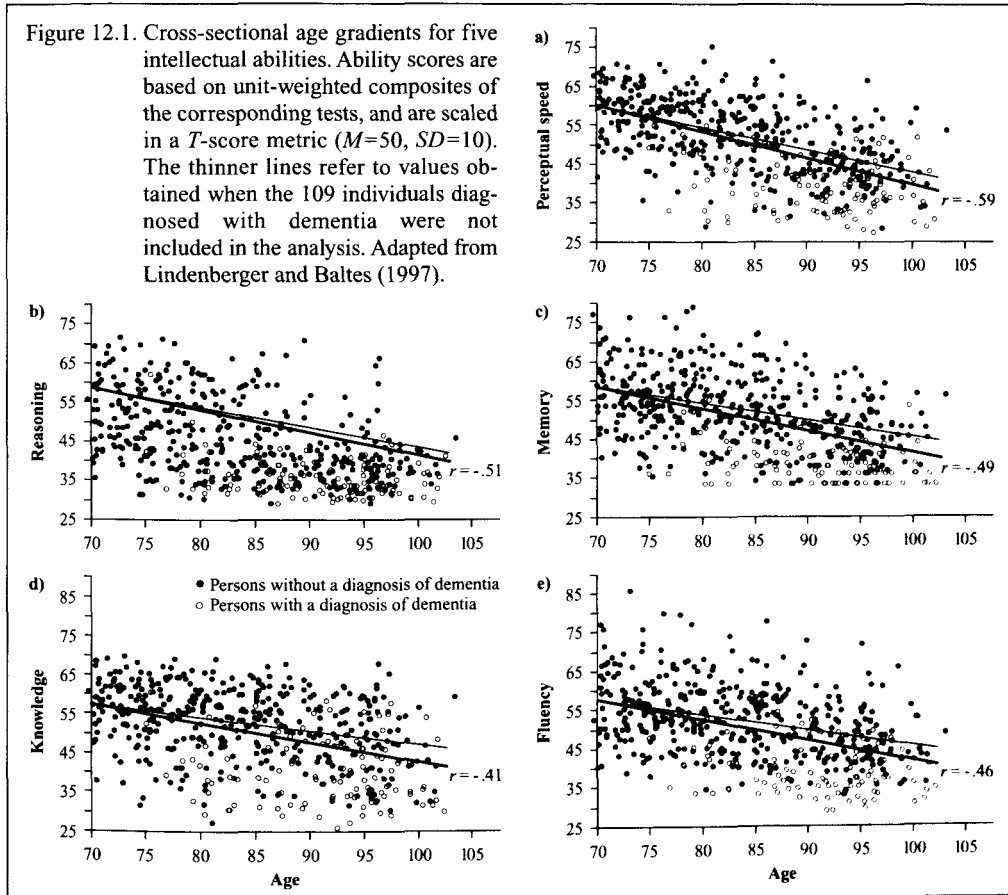 Figure 12.1. Cross-sectional age gradients for five
intellectual abilities. Ability scores are
based on unit-weighted composites of
the corresponding tests, and are scaled
in a T-score metric (M=50, SD=10).
The thinner lines refer to values ob-
tained when the 109 individuals diag-
nosed with dementia were not
included in the analysis. Adapted from
Lindenberger and Baltes (1997).
a)
Perceptual speed
75
65
55
45
35
25
r = -.59
70 75 80 85 90 95 100 105
b)
Reasoning
75
65
55
45
35
25
r = -.51
70 75 80 85 90 95 100 105
c)
Memory
75
65
55
45
35
25
r = -.49
70 75 80 85 90 95 100 105
d)
• Persons without a diagnosis of dementia
○ Persons with a diagnosis of dementia
Knowledge
85
75
65
55
45
35
25
r = -.41
70 75 80 85 90 95 100 105
Age
e)
Fluency
85
75
65
55
45
35
25
r = -.46
70 75 80 85 90 95 100 105
Age